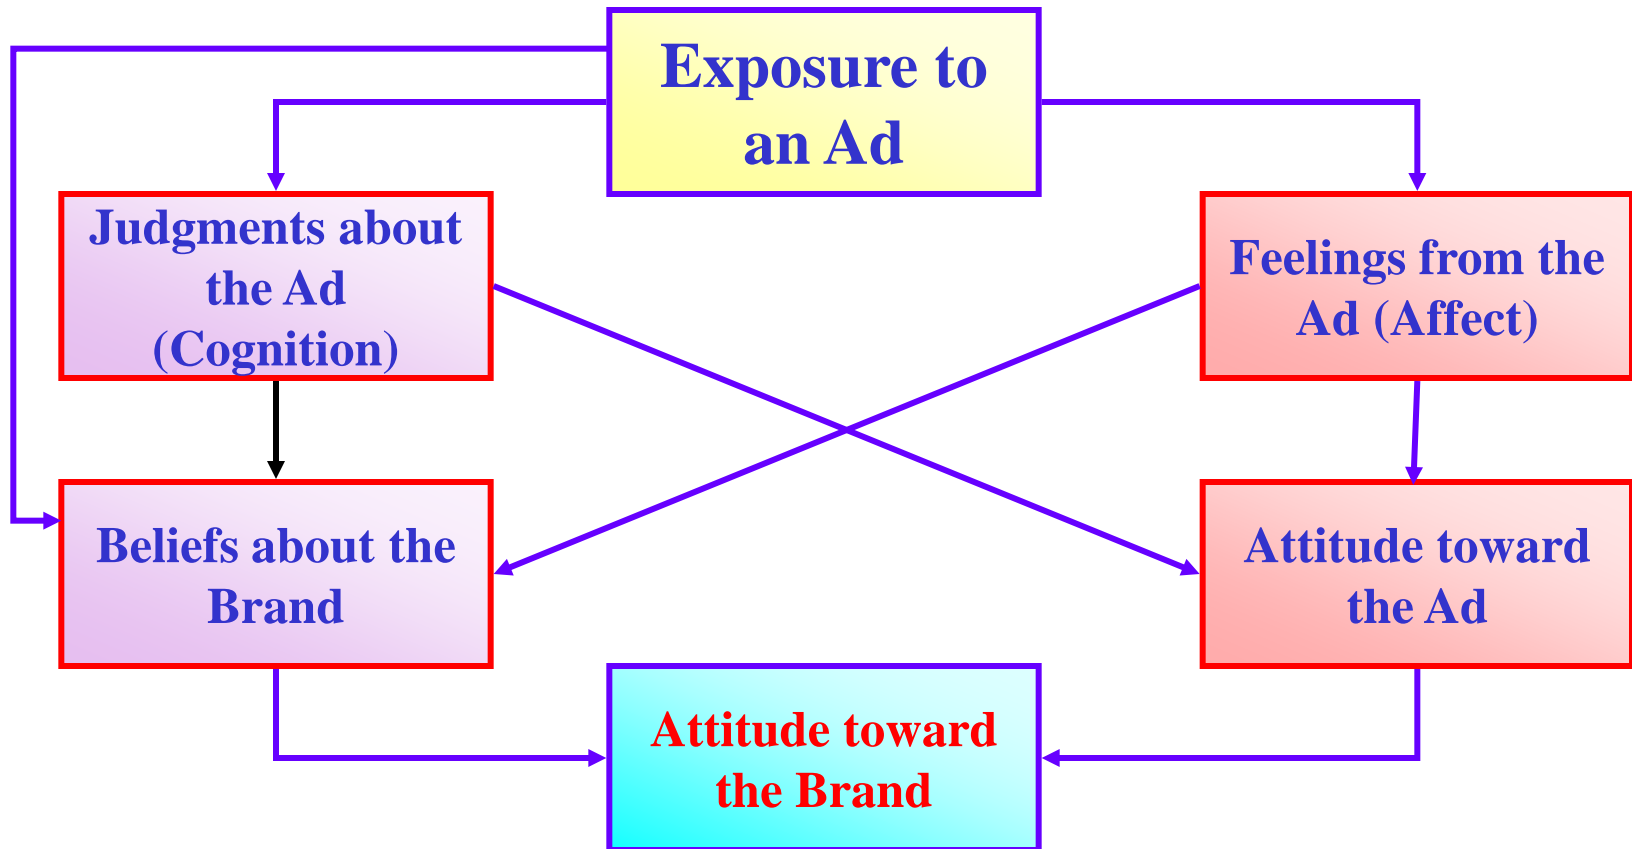 Exposure to
an Ad
Judgments about
the Ad
(Cognition)
Feelings from the
Ad (Affect)
Beliefs about the
Brand
Attitude toward
the Ad
Attitude toward
the Brand